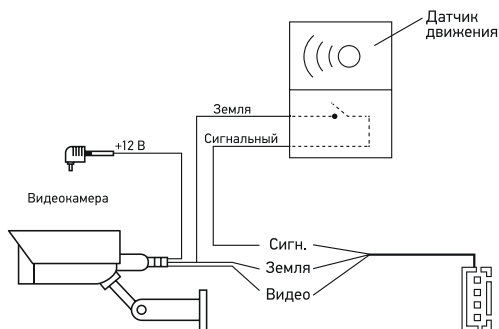 Датчик
движения
Земля
Сигнальный
+12 В
Видеокамера
Сигн.
Земля
Видео